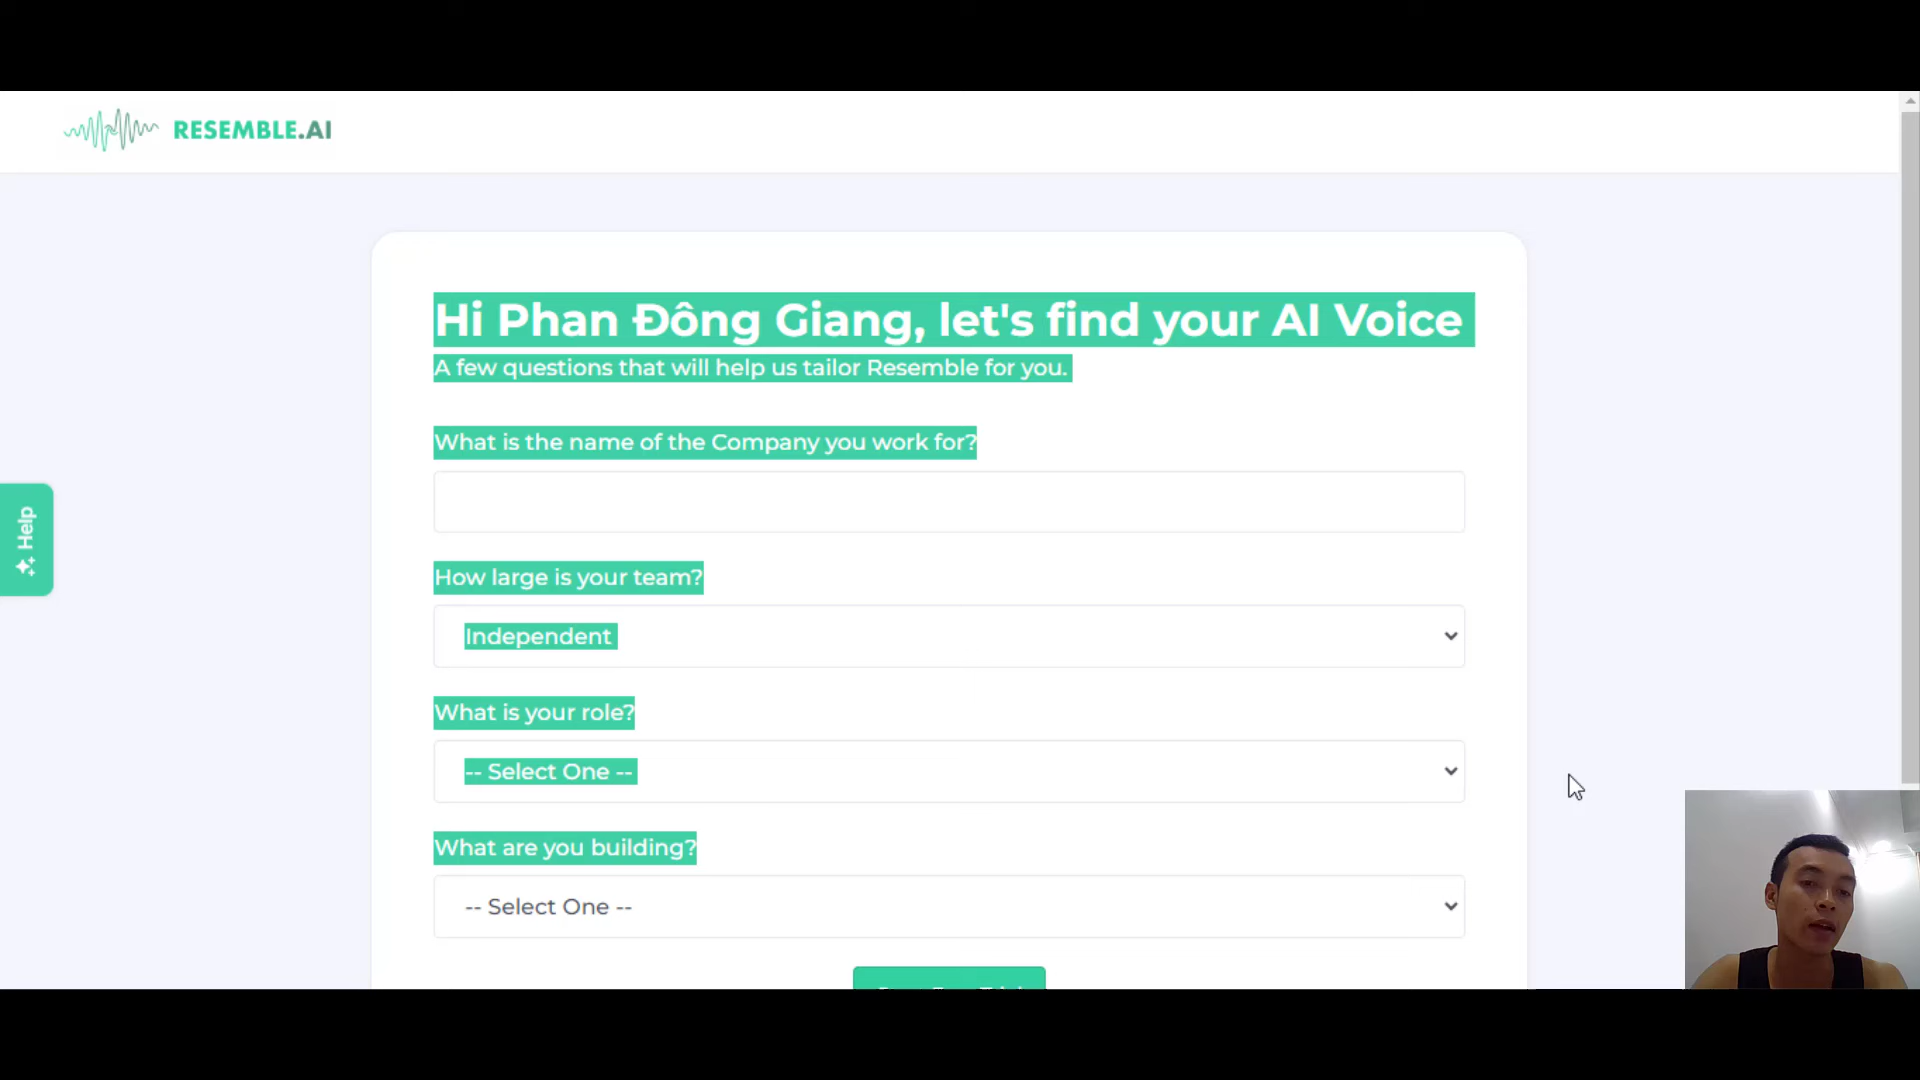 RESEMBLE.AI
Hi Phan Đông Giang, let's find your AI Voice
A few questions that will help us tailor Resemble for you.
What is the name of the Company you work for?
Help
How large is your team?
Independent
What is your role?
-- Select One --
What are you building?
-- Select One --